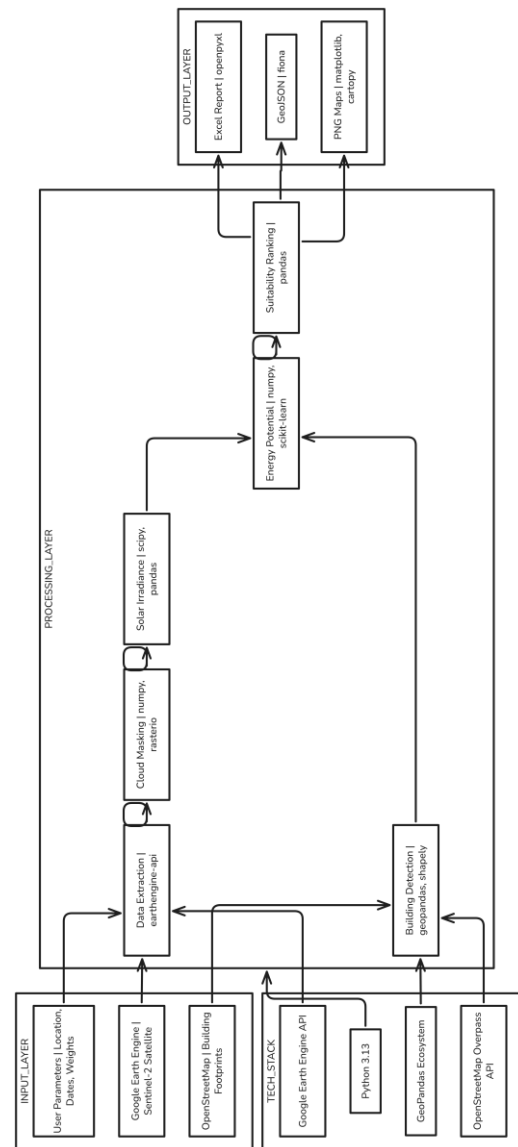 INPUT_LAYER
User Parameters | Location,
Dates, Weights
Google Earth Engine |
Sentinel-2 Satellite
OpenStreetMap | Building
Footprints
TECH_STACK
Google Earth Engine API
Python 3.13
GeoPandas Ecosystem
OpenStreetMap Overpass
API
PROCESSING_LAYER
Data Extraction |
earthengine-api
Cloud Masking | numpy,
rasterio
Solar Irradiance | scipy,
pandas
Building Detection |
geopandas, shapely
Energy Potential | numpy,
scikit-learn
Suitability Ranking |
pandas
OUTPUT_LAYER
Excel Report | openpyxl
GeoJSON | fiona
PNG Maps | matplotlib,
cartopy